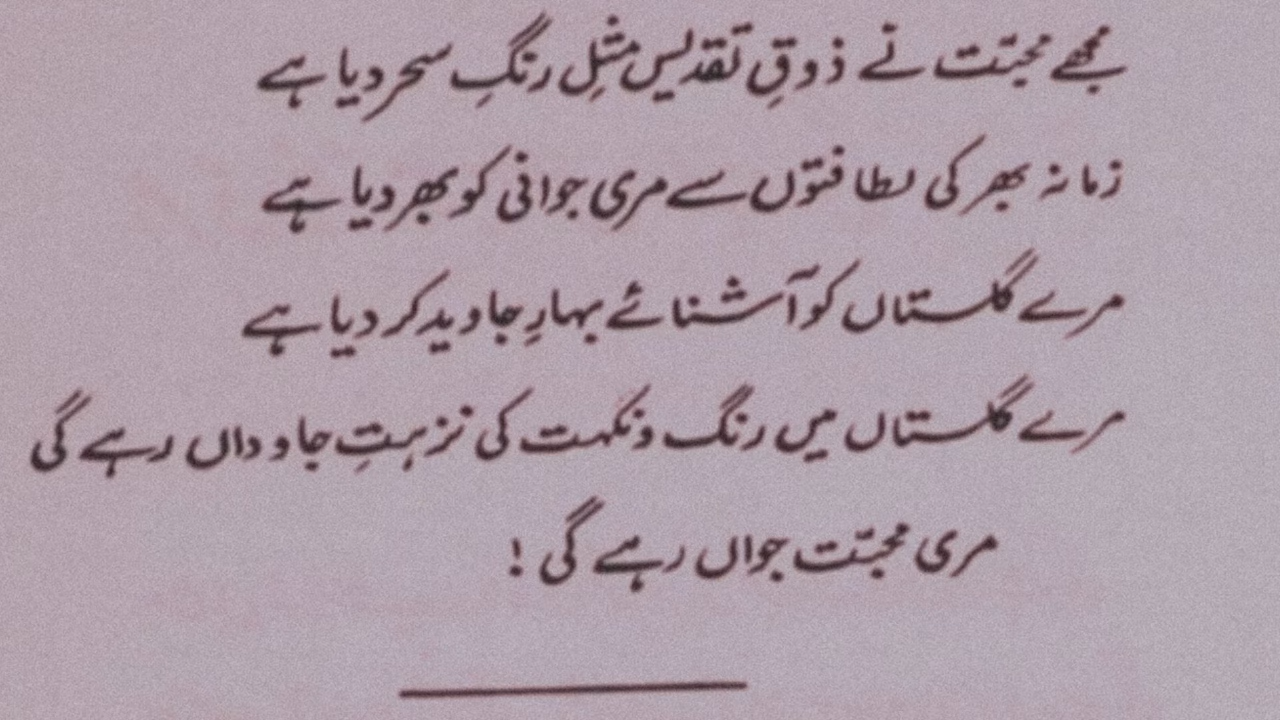 مجھے محبّت نے ذوقِ تقدیس مثلِ رنگِ سحر دیا ہے
زمانہ بھر کی لطافتوں سے مری جوانی کو بھر دیا ہے
مرے گلستاں کو آشنائے بہارِ جاوید کر دیا ہے
مرے گلستاں میں رنگ و نکہت کی نزہتِ جاوداں رہے گی
مری محبّت جواں رہے گی !